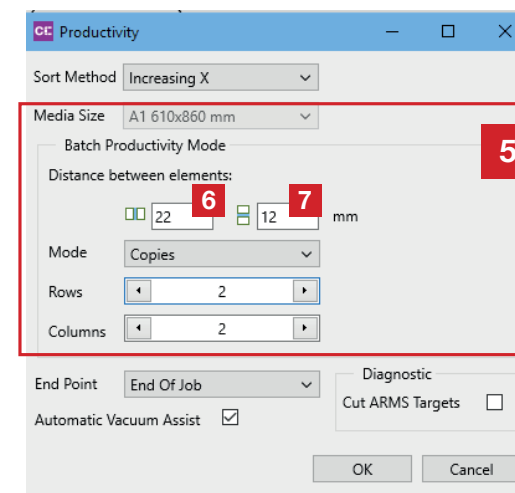 CE Productivity
Sort Method Increasing X
Media Size A1 610x860 mm
Batch Productivity Mode
5
Distance between elements:
22 6 12 7 mm
Mode Copies
Rows 2
Columns 2
End Point End Of Job
Diagnostic
Cut ARMS Targets
Automatic Vacuum Assist
OK Cancel